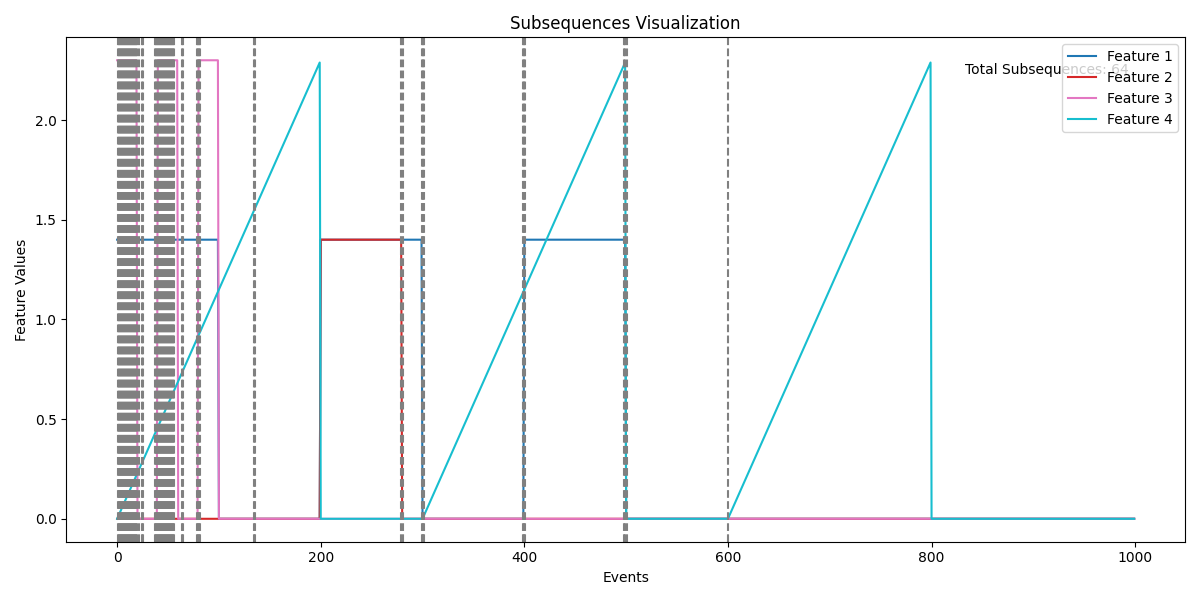 Subsequences Visualization
Total Subsequences: 64
Feature 1
Feature 2
Feature 3
Feature 4
Feature Values
2.0
1.5
1.0
0.5
0.0
0
200
400
600
800
1000
Events